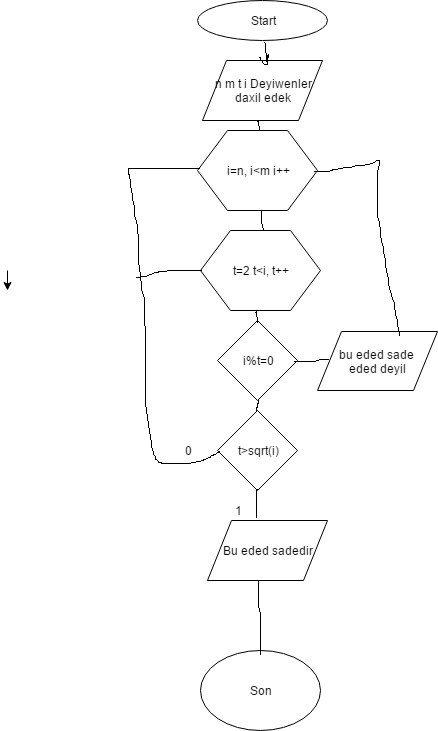 Start
n m t i Deyiwenler
daxil edek
i=n, i<m i++
t=2 t<i, t++
i%t=0
bu eded sade
eded deyil
t>sqrt(i)
0
1
Bu eded sadedir
Son